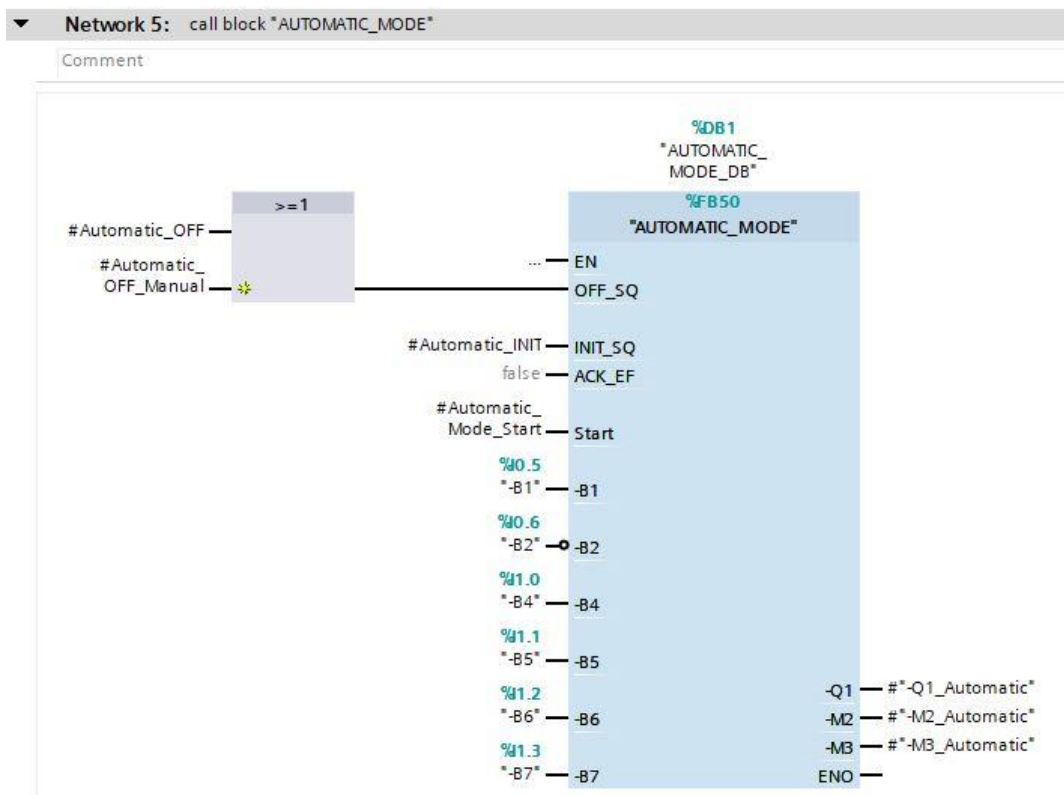 Network 5: call block "AUTOMATIC_MODE"
Comment
%DB1
"AUTOMATIC_
MODE_DB"
>=1
#Automatic_OFF
#Automatic_
OFF_Manual
%FB50
"AUTOMATIC_MODE"
... EN
OFF_SQ
#Automatic_INIT INIT_SQ
false ACK_EF
#Automatic_
Mode_Start Start
%I0.5
"-B1" -B1
%I0.6
"-B2" -B2
%I1.0
"-B4" -B4
%I1.1
"-B5" -B5
%I1.2
"-B6" -B6
%I1.3
"-B7" -B7
-Q1 #"-Q1_Automatic"
-M2 #"-M2_Automatic"
-M3 #"-M3_Automatic"
ENO